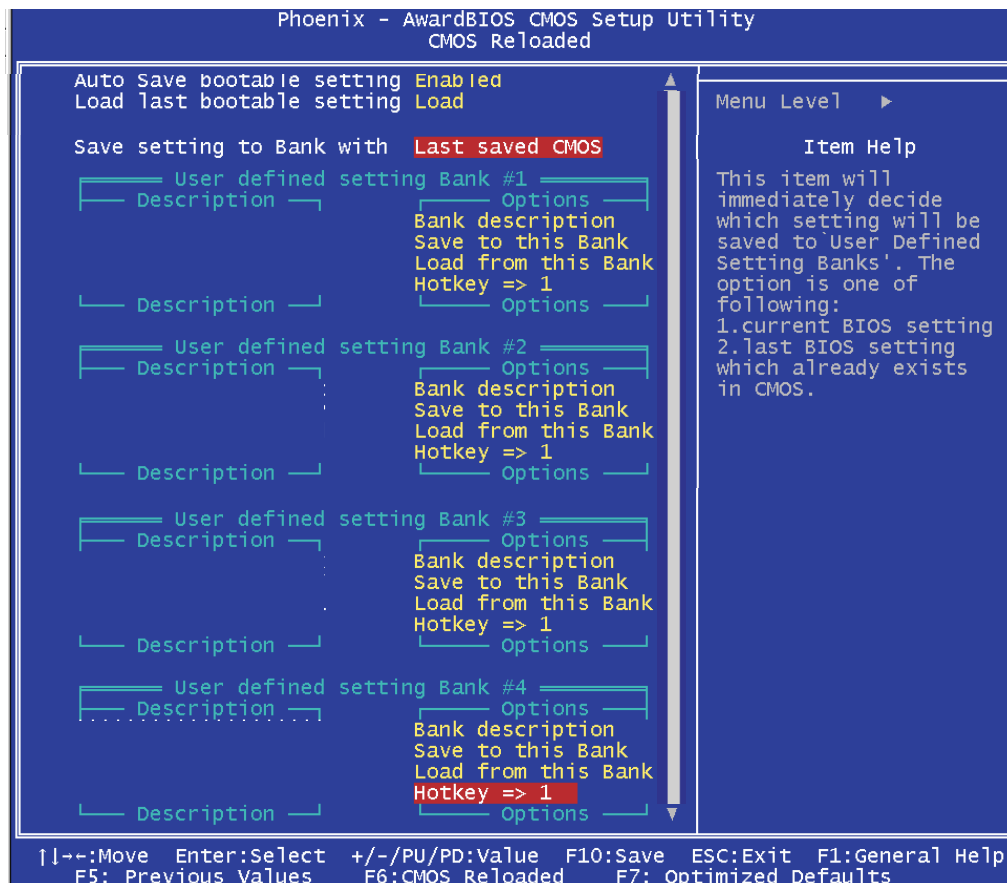 Phoenix - AwardBIOS CMOS Setup Utility
CMOS Reloaded
Auto Save bootable setting Enabled
Load last bootable setting Load
Save setting to Bank with Last saved CMOS
User defined setting Bank #1
Description Options
Bank description
Save to this Bank
Load from this Bank
Hotkey => 1
Description Options
User defined setting Bank #2
Description Options
Bank description
Save to this Bank
Load from this Bank
Hotkey => 1
Description Options
User defined setting Bank #3
Description Options
Bank description
Save to this Bank
Load from this Bank
Hotkey => 1
Description Options
User defined setting Bank #4
Description Options
Bank description
Save to this Bank
Load from this Bank
Hotkey => 1
Description Options
Menu Level ▶
Item Help
This item will
immediately decide
which setting will be
saved to User Defined
Setting Banks'. The
option is one of
following:
1.current BIOS setting
2.last BIOS setting
which already exists
in CMOS.
↑↓→←:Move Enter:Select +/-/PU/PD:Value F10:Save ESC:Exit F1:General Help
F5: Previous Values F6:CMOS Reloaded F7: Optimized Defaults